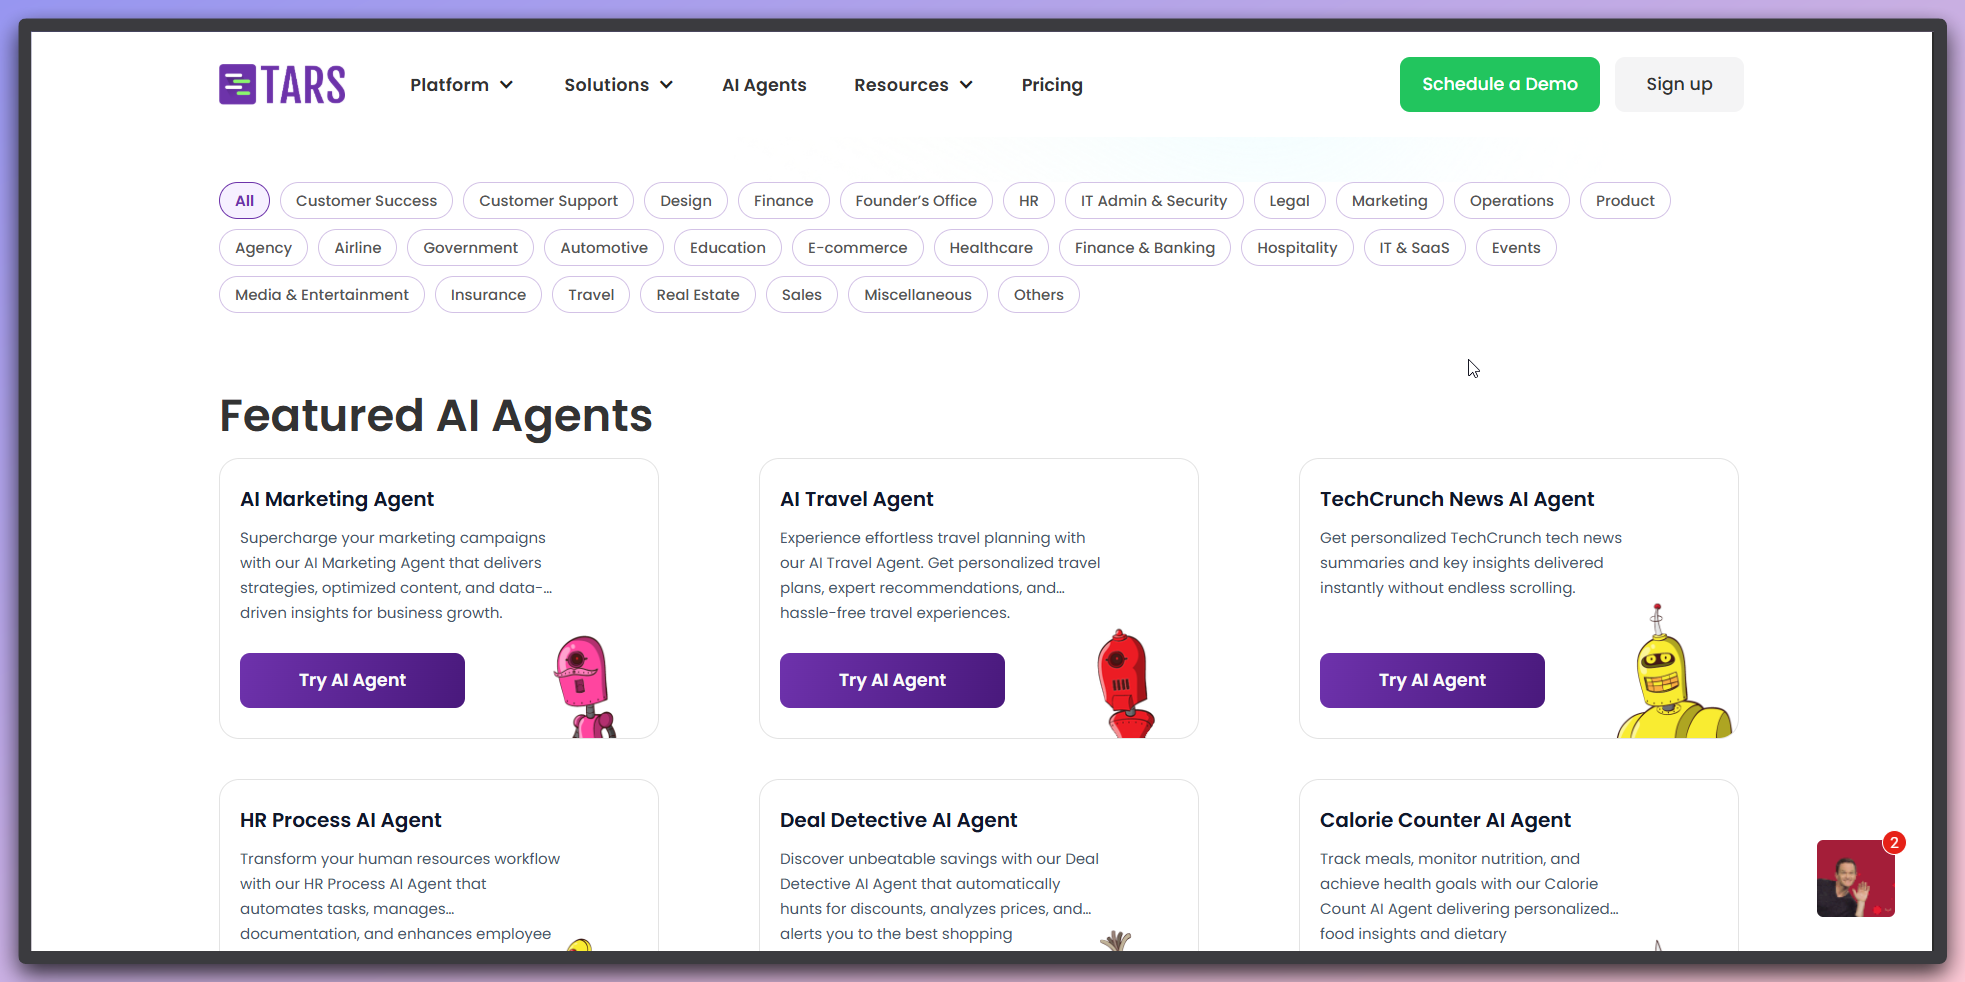 TARS
Platform Solutions AI Agents Resources Pricing Schedule a Demo Sign up
All Customer Success Customer Support Design Finance Founder's Office HR IT Admin & Security Legal Marketing Operations Product
Agency Airline Government Automotive Education E-commerce Healthcare Finance & Banking Hospitality IT & SaaS Events
Media & Entertainment Insurance Travel Real Estate Sales Miscellaneous Others
Featured AI Agents
AI Marketing Agent
Supercharge your marketing campaigns
with our AI Marketing Agent that delivers
strategies, optimized content, and data-…
driven insights for business growth.
Try AI Agent
AI Travel Agent
Experience effortless travel planning with
our AI Travel Agent. Get personalized travel
plans, expert recommendations, and…
hassle-free travel experiences.
Try AI Agent
TechCrunch News AI Agent
Get personalized TechCrunch tech news
summaries and key insights delivered
instantly without endless scrolling.
Try AI Agent
HR Process AI Agent
Transform your human resources workflow
with our HR Process AI Agent that
automates tasks, manages…
documentation, and enhances employee
Deal Detective AI Agent
Discover unbeatable savings with our Deal
Detective AI Agent that automatically
hunts for discounts, analyzes prices, and…
alerts you to the best shopping
Calorie Counter AI Agent
Track meals, monitor nutrition, and
achieve health goals with our Calorie
Count AI Agent delivering personalized…
food insights and dietary
2